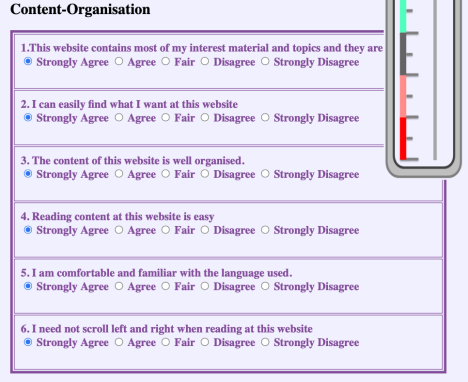 Content-Organisation
1.This website contains most of my interest material and topics and they are
Strongly Agree Agree Fair Disagree Strongly Disagree
2. I can easily find what I want at this website
Strongly Agree Agree Fair Disagree Strongly Disagree
3. The content of this website is well organised.
Strongly Agree Agree Fair Disagree Strongly Disagree
4. Reading content at this website is easy
Strongly Agree Agree Fair Disagree Strongly Disagree
5. I am comfortable and familiar with the language used.
Strongly Agree Agree Fair Disagree Strongly Disagree
6. I need not scroll left and right when reading at this website
Strongly Agree Agree Fair Disagree Strongly Disagree